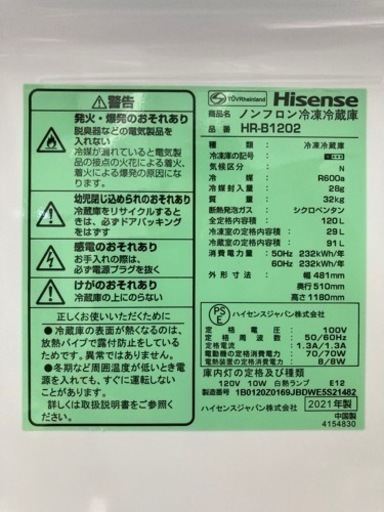 ⚠警告
発火・爆発のおそれあり
脱臭器などの電気製品を
入れない
冷媒が漏れていると電気製
品の接点の火花による着火、
着火・爆発の原因に
なります。
幼児閉じ込められのおそれあり
冷蔵庫をリサイクルすると
きは、必ずドアパッキング
をはずす
感電のおそれあり
お手入れの際は、
必ず電源プラグを抜く
けがのおそれあり
冷蔵庫の上にのらない
正しくお使いいただくために
●冷蔵庫の表面が熱くなるのは、
放熱パイプで露付防止をしている
ためで、異常ではありません。
●冬期など周囲温度が低いとき電
源を入れても、すぐに運転しない
ことがあります。
詳しくは取扱説明書をご参照
ください。
TÜVRheinland
Hisense
商品名 ノンフロン冷凍冷蔵庫
品番 HR-B1202
種類 冷凍冷蔵庫
冷凍庫の記号
気候区分 N
冷媒 R600a
冷媒封入量 28g
質量 32kg
断熱発泡ガス シクロペンタン
全定格内容積 120L
冷凍室の定格内容積 29L
冷蔵室の定格内容積 91L
消費電力量 50Hz 232kWh/年
60Hz 232kWh/年
外形寸法 幅 481mm
奥行 510mm
高さ 1180mm
PSE
ハイセンスジャパン株式会社
定格電圧 100V
定格周波数 50/60Hz
定格電流 1.3A/1.3A
電動機の定格消費電力 70/70W
電熱装置の定格消費電力 8/8W
庫内灯の定格及び種類
120V 10W 白熱ランプ E12
製造番号 1B0120Z0169JBDWE5S21482
ハイセンスジャパン株式会社
2021年製
中国製
4154830